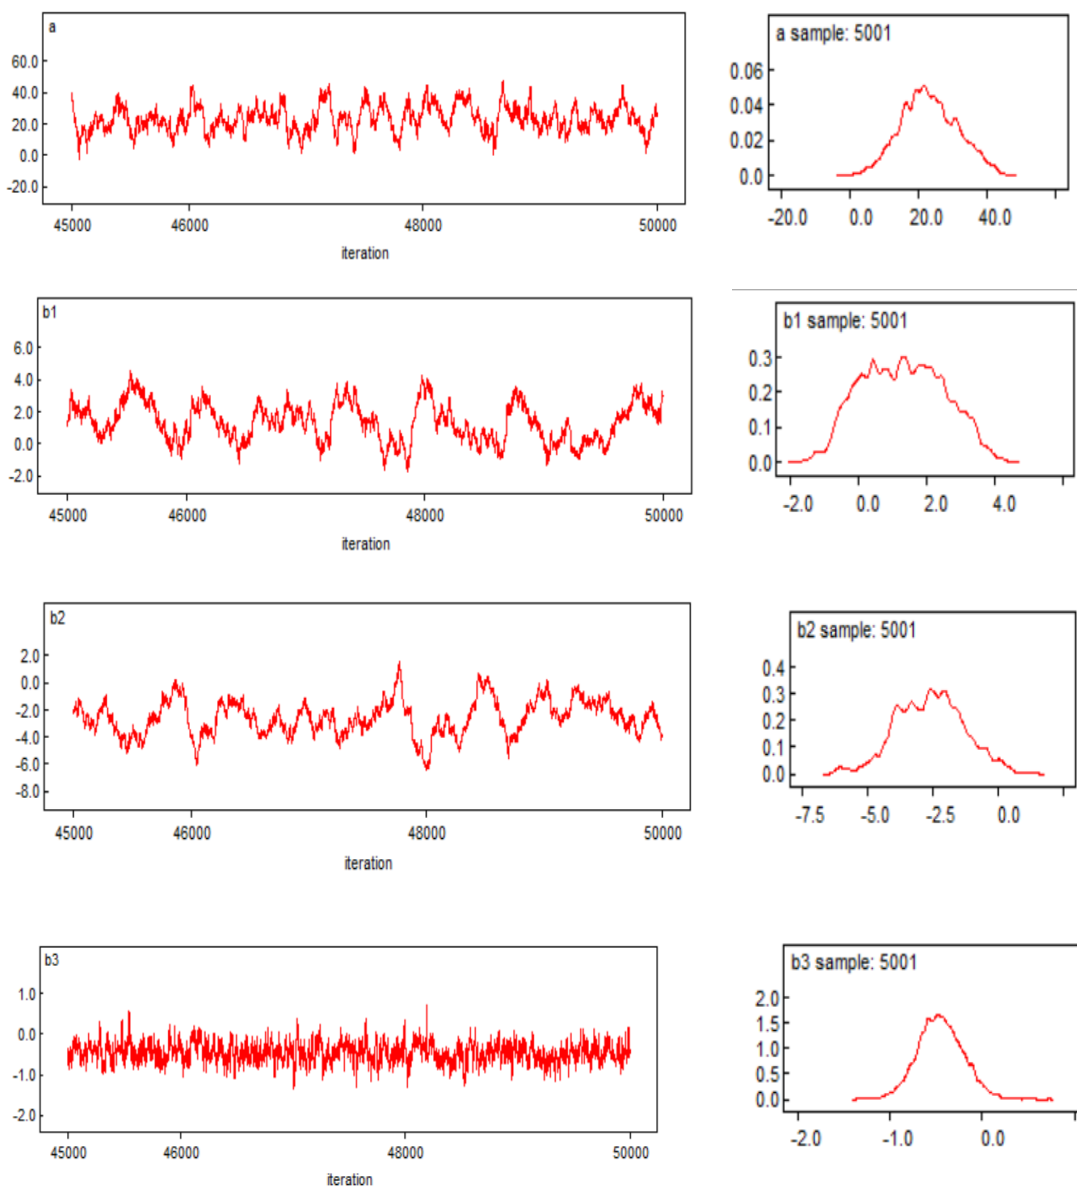 a
60.0
40.0
20.0
0.0
-20.0
45000 46000 48000 50000
iteration
a sample: 5001
0.06
0.04
0.02
0.0
-20.0 0.0 20.0 40.0
b1
6.0
4.0
2.0
0.0
-2.0
45000 46000 48000 50000
iteration
b1 sample: 5001
0.3
0.2
0.1
0.0
-2.0 0.0 2.0 4.0
b2
2.0
0.0
-2.0
-4.0
-6.0
-8.0
45000 46000 48000 50000
iteration
b2 sample: 5001
0.4
0.3
0.2
0.1
0.0
-7.5 -5.0 -2.5 0.0
b3
1.0
0.0
-1.0
-2.0
45000 46000 48000 50000
iteration
b3 sample: 5001
2.0
1.5
1.0
0.5
0.0
-2.0 -1.0 0.0